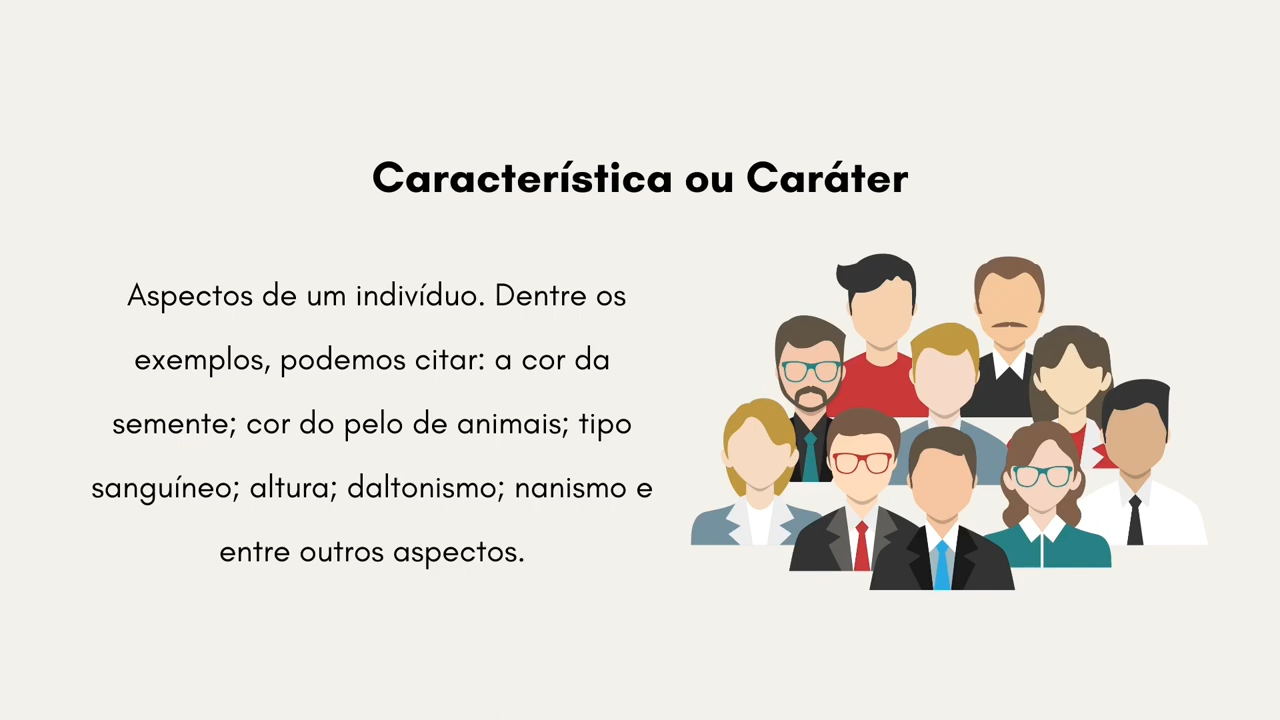 Característica ou Caráter
Aspectos de um indivíduo. Dentre os
exemplos, podemos citar: a cor da
semente; cor do pelo de animais; tipo
sanguíneo; altura; daltonismo; nanismo e
entre outros aspectos.